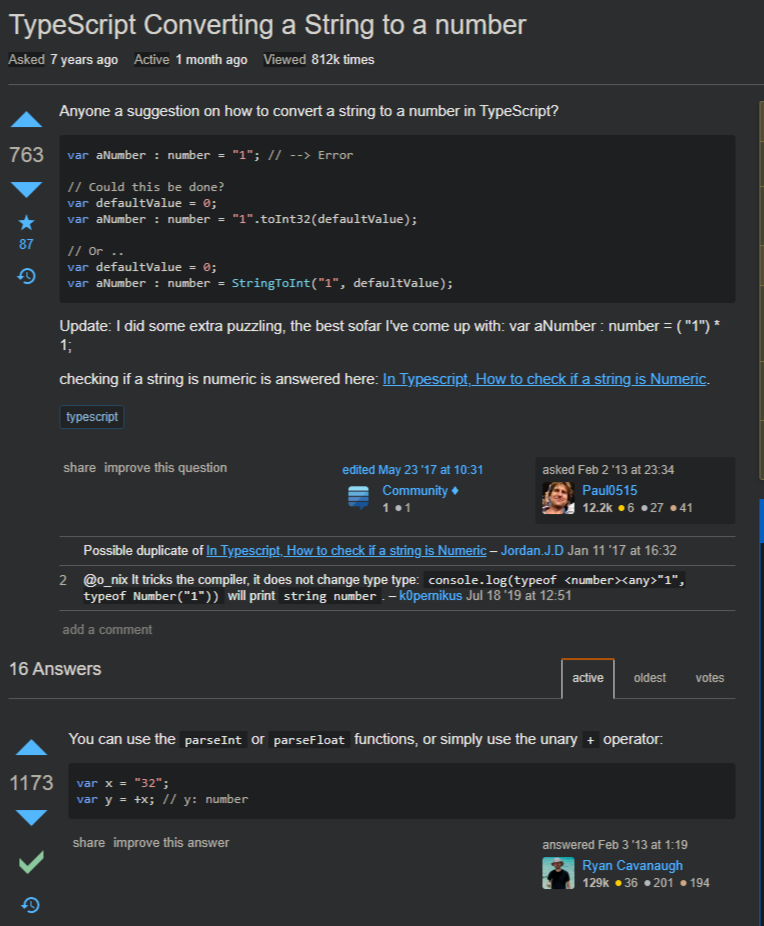 TypeScript Converting a String to a number
Asked 7 years ago Active 1 month ago Viewed 812k times
Anyone a suggestion on how to convert a string to a number in TypeScript?
763
var aNumber : number = "1"; // --> Error
// Could this be done?
var defaultValue = 0;
var aNumber : number = "1".toInt32(defaultValue);
// Or ..
var defaultValue = 0;
var aNumber : number = StringToInt("1", defaultValue);
87
Update: I did some extra puzzling, the best sofar I've come up with: var aNumber : number = ( "1") *
1;
checking if a string is numeric is answered here: In Typescript, How to check if a string is Numeric.
typescript
share improve this question
edited May 23 '17 at 10:31
Community ♦
1 ●1
asked Feb 2 '13 at 23:34
Paul0515
12.2k ●6 ●27 ●41
Possible duplicate of In Typescript, How to check if a string is Numeric – Jordan.J.D Jan 11 '17 at 16:32
2 @o_nix It tricks the compiler, it does not change type type: console.log(typeof <number><any>"1",
typeof Number("1")) will print string number . – k0pernikus Jul 18 '19 at 12:51
add a comment
16 Answers
active oldest votes
You can use the parseInt or parseFloat functions, or simply use the unary + operator:
1173
var x = "32";
var y = +x; // y: number
share improve this answer
answered Feb 3 '13 at 1:19
Ryan Cavanaugh
129k ●36 ●201 ●194